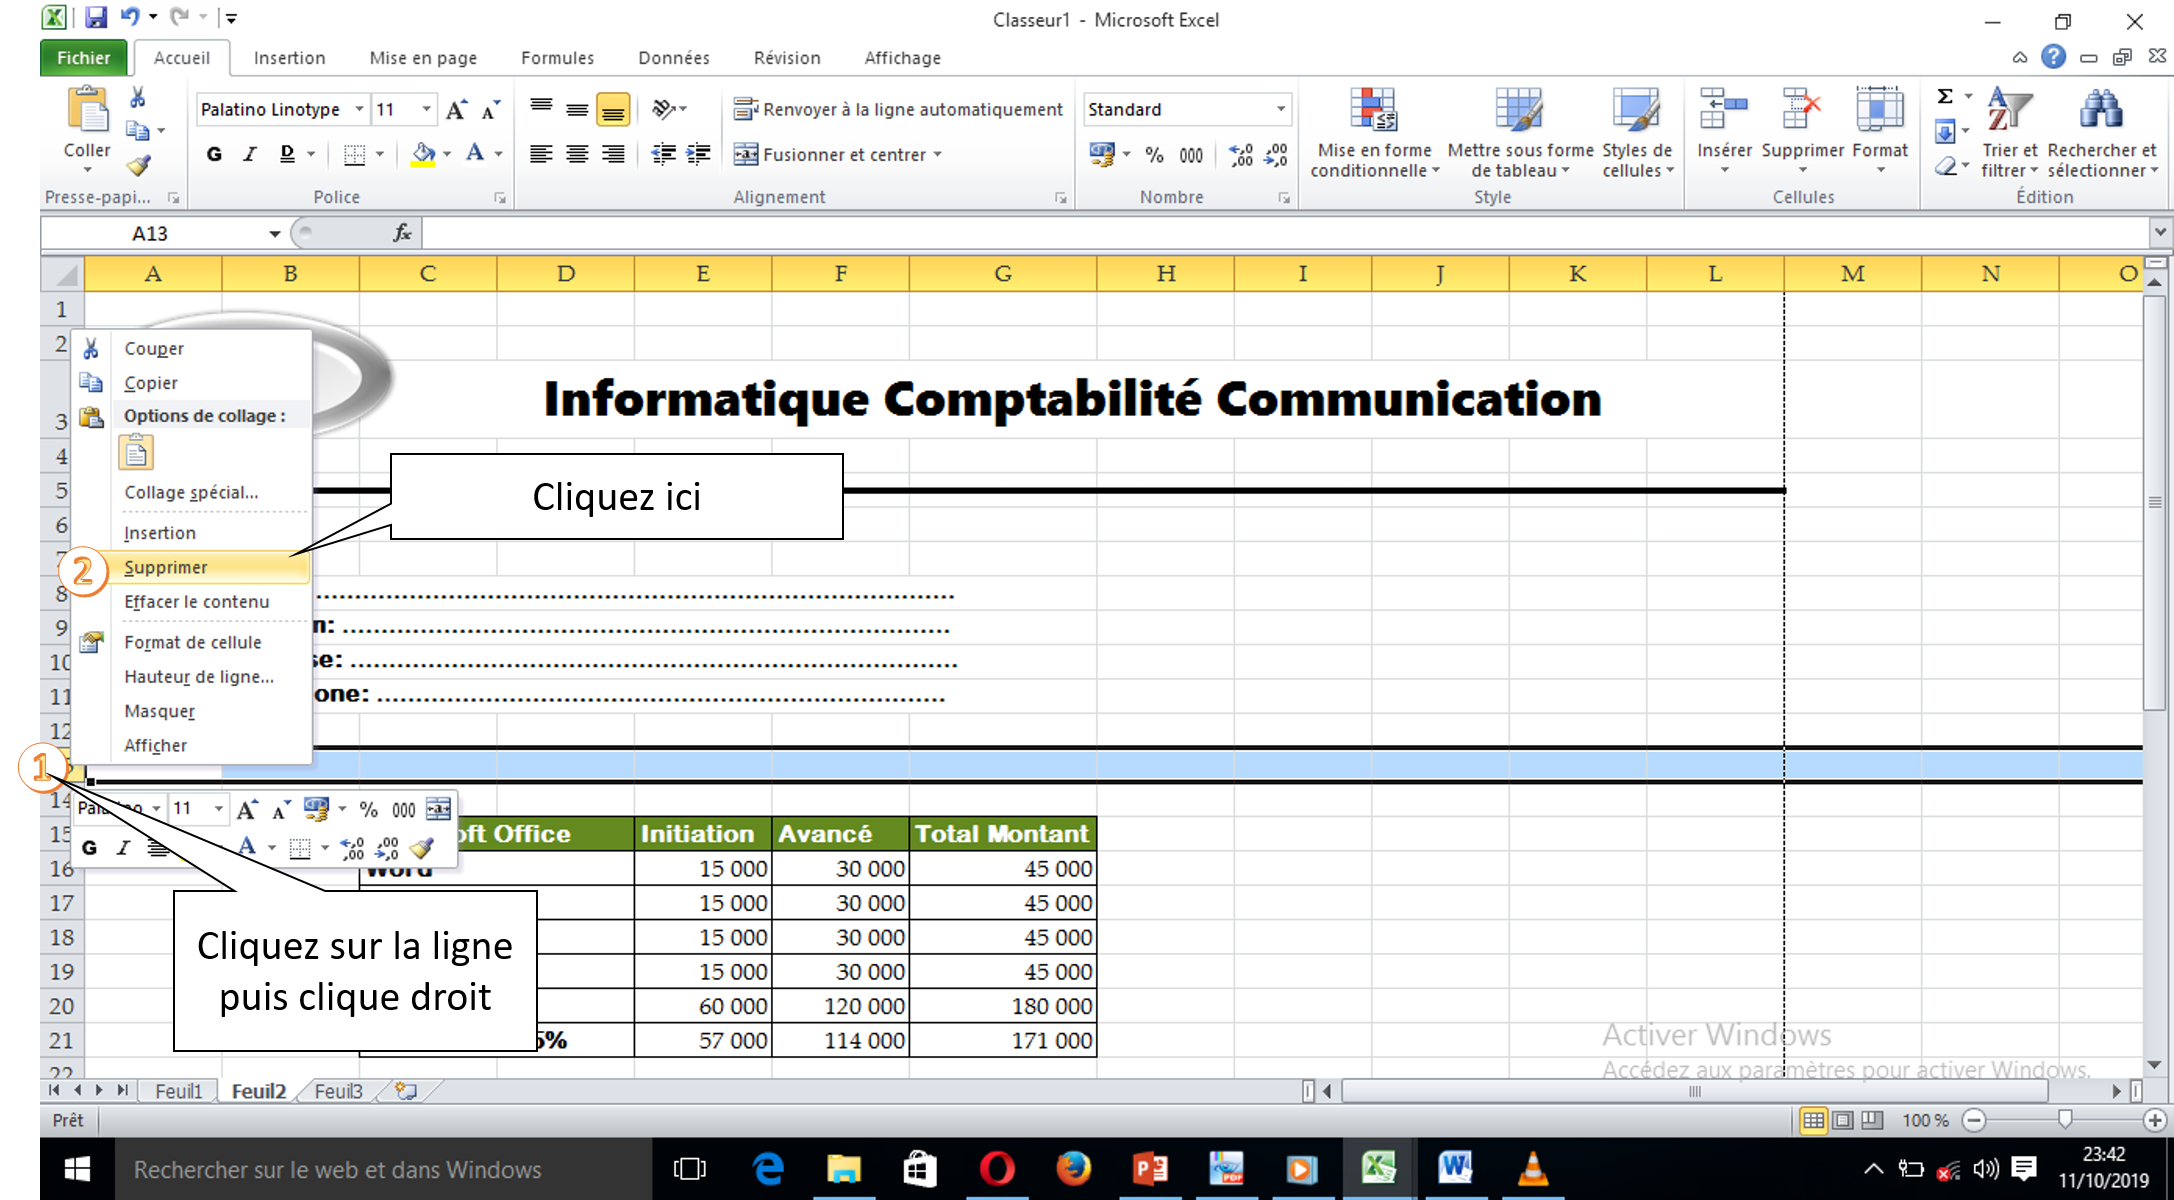 Classeur1 - Microsoft Excel
Fichier Accueil Insertion Mise en page Formules Données Révision Affichage
Palatino Linotype 11 Renvoyer à la ligne automatiquement Standard
Coller G I D A Fusionner et centrer % 000 Mise en forme conditionnelle Mettre sous forme de tableau Styles de cellules Insérer Supprimer Format Σ Trier et filtrer Rechercher et sélectionner
Presse-papi... Police Alignement Nombre Style Cellules Édition
A13 fx
A B C D E F G H I J K L M N O
1
2
3 Informatique Comptabilité Communication
4
5
6
8 ..........
9 n: ..........
10 se: ..........
11 one: ..........
12
Couper
Copier
Options de collage :
Collage spécial...
Insertion
Supprimer
Effacer le contenu
Format de cellule
Hauteur de ligne...
Masquer
Afficher
Cliquez ici
2
1
14 11 A A % 000
G I A
15 oft Office Initiation Avancé Total Montant
16 Word 15 000 30 000 45 000
17 15 000 30 000 45 000
18 15 000 30 000 45 000
19 15 000 30 000 45 000
20 60 000 120 000 180 000
21 5% 57 000 114 000 171 000
22
Cliquez sur la ligne
puis clique droit
Activer Windows
Accédez aux paramètres pour activer Windows.
Feuil1 Feuil2 Feuil3
Prêt 100 %
Rechercher sur le web et dans Windows
23:42
11/10/2019